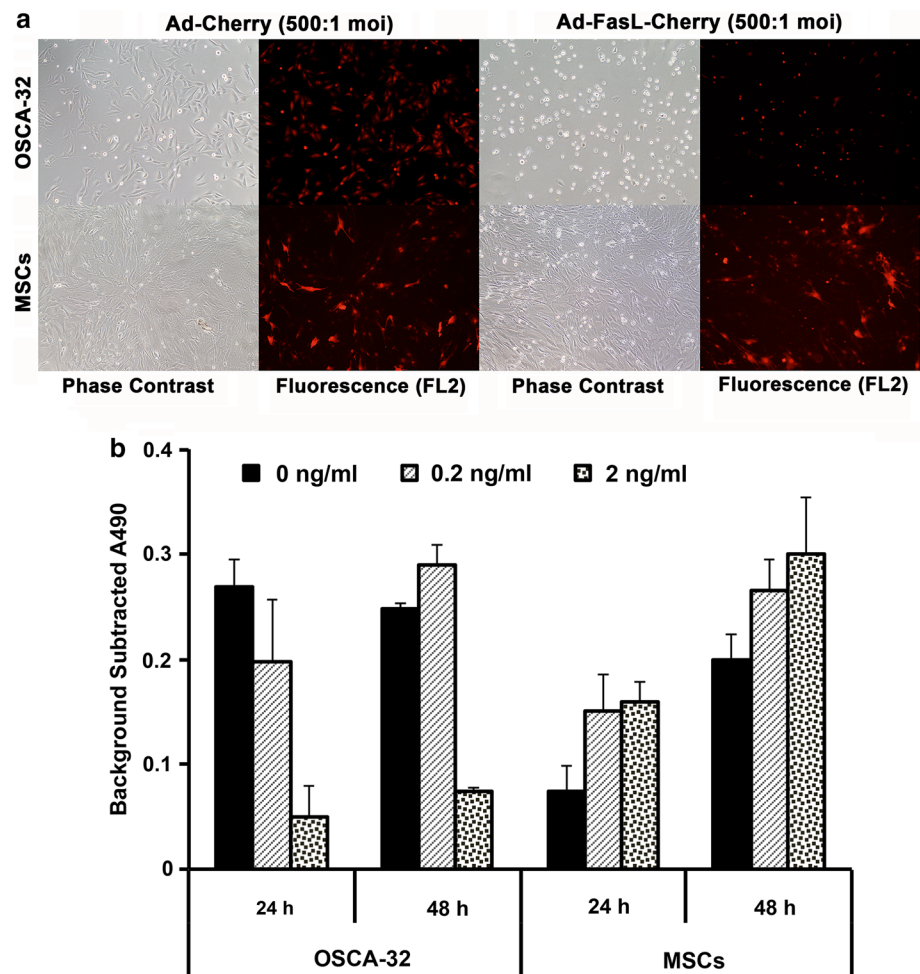 a
Ad-Cherry (500:1 moi)
Ad-FasL-Cherry (500:1 moi)
OSCA-32
MSCs
Phase Contrast
Fluorescence (FL2)
Phase Contrast
Fluorescence (FL2)
b
0 ng/ml
0.2 ng/ml
2 ng/ml
Background Subtracted A490
0.4
0.3
0.2
0.1
0
24 h
48 h
24 h
48 h
OSCA-32
MSCs